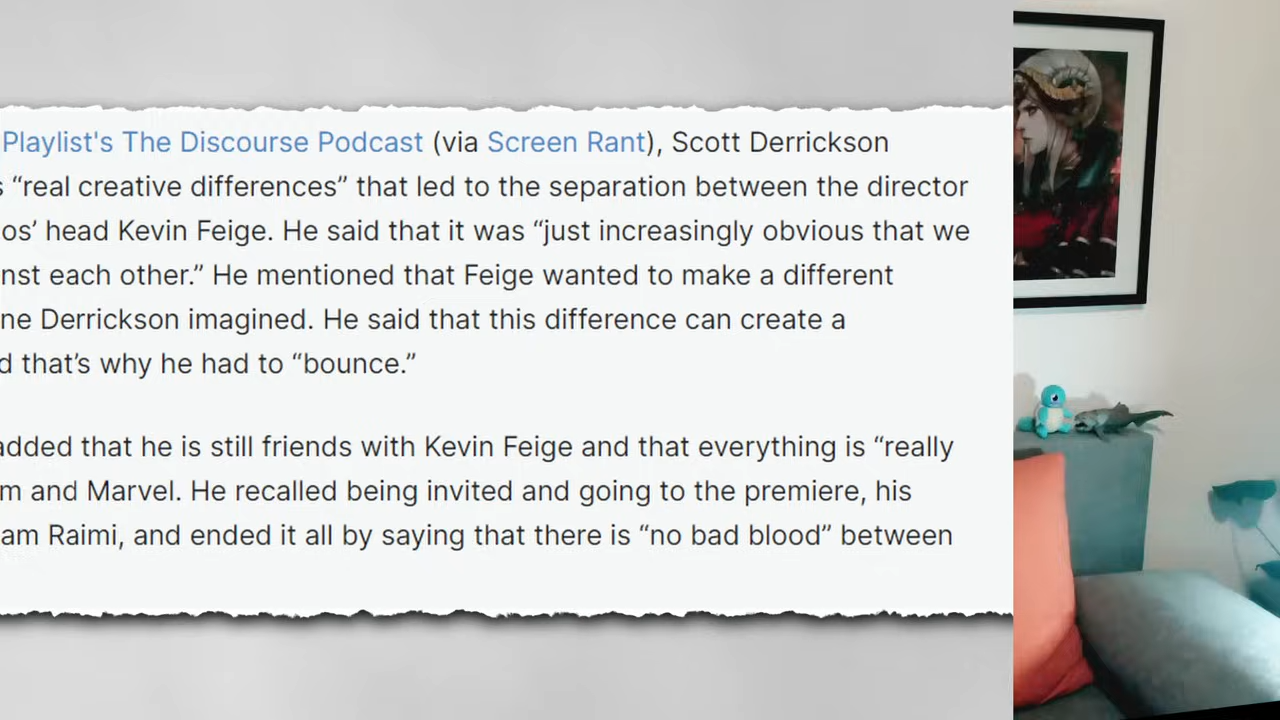 Playlist's The Discourse Podcast (via Screen Rant), Scott Derrickson
“real creative differences” that led to the separation between the director
os’ head Kevin Feige. He said that it was “just increasingly obvious that we
nst each other.” He mentioned that Feige wanted to make a different
ne Derrickson imagined. He said that this difference can create a
d that’s why he had to “bounce.”
added that he is still friends with Kevin Feige and that everything is “really
m and Marvel. He recalled being invited and going to the premiere, his
am Raimi, and ended it all by saying that there is “no bad blood” between